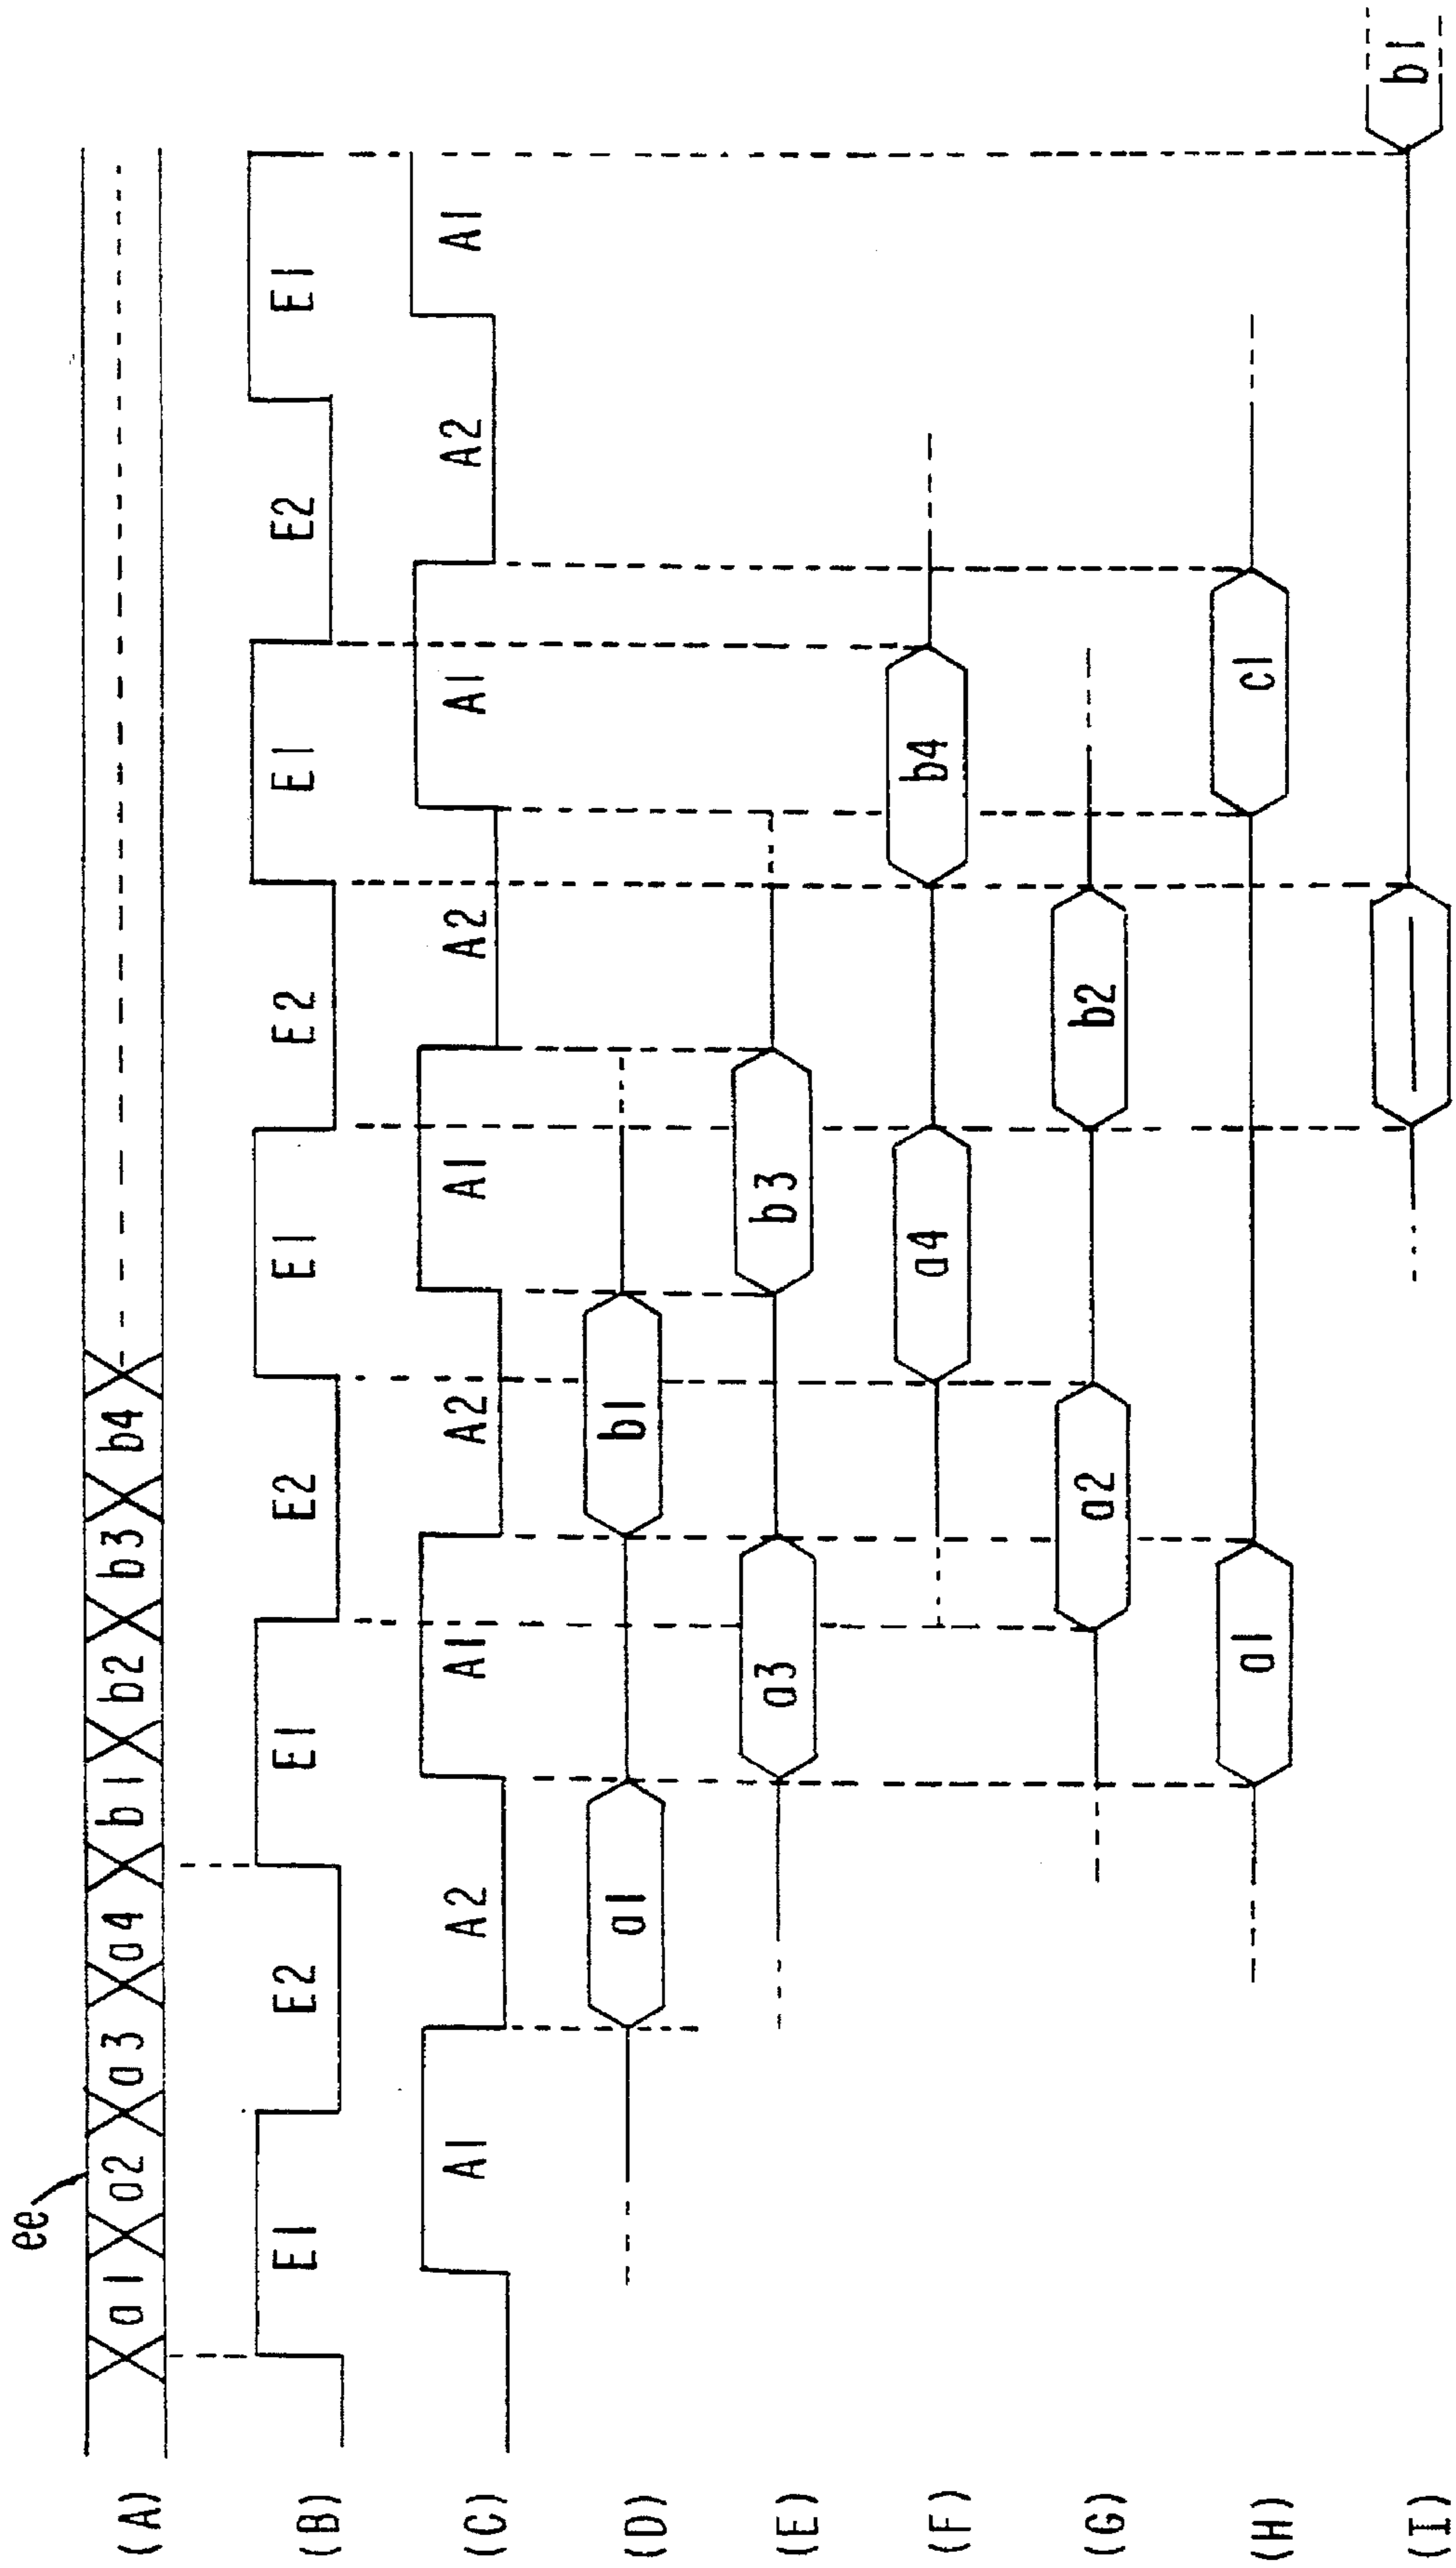 ee
(A) a1 a2 a3 a4 b1 b2 b3 b4
(B) E1 E2 E1 E2 E1 E2 E1 E2 E1
(C) A1 A2 A1 A2 A1 A2 A1 A2 A1
(D) a1 b1
(E) a3 b3
(F) a4 b4
(G) a2 b2
(H) a1 c1
(I) b1